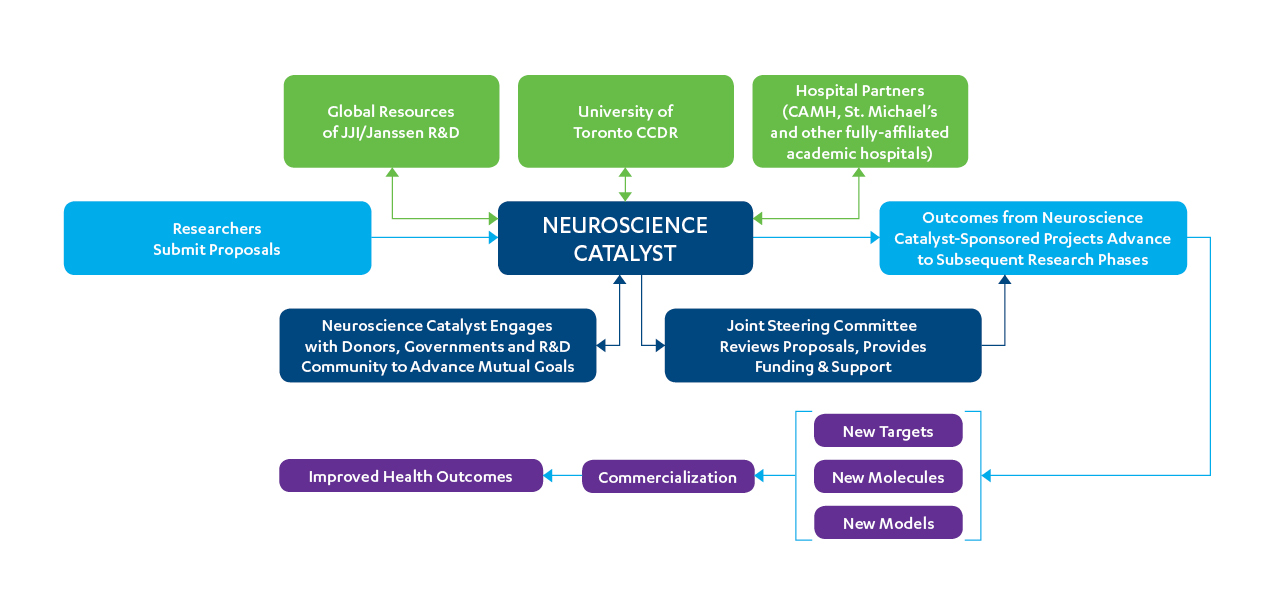 Global Resources
of JJI/Janssen R&D
University of
Toronto CCDR
Hospital Partners
(CAMH, St. Michael’s
and other fully-affiliated
academic hospitals)
Researchers
Submit Proposals
NEUROSCIENCE
CATALYST
Outcomes from Neuroscience
Catalyst-Sponsored Projects Advance
to Subsequent Research Phases
Neuroscience Catalyst Engages
with Donors, Governments and R&D
Community to Advance Mutual Goals
Joint Steering Committee
Reviews Proposals, Provides
Funding & Support
New Targets
New Molecules
New Models
Commercialization
Improved Health Outcomes